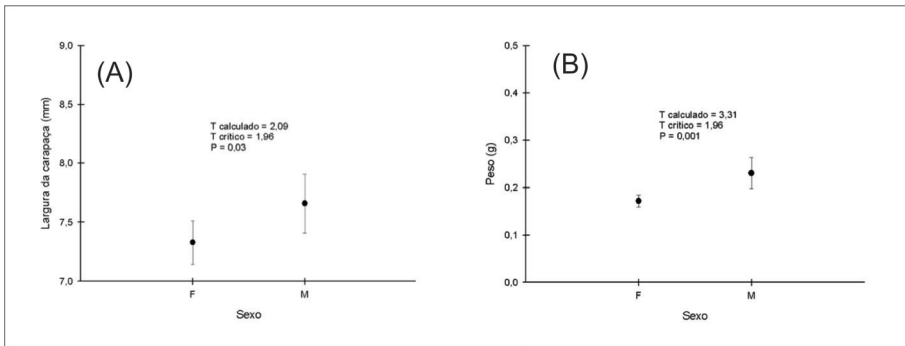 (A)
9,0
8,5
8,0
7,5
7,0
Largura da carapaça (mm)
T calculado = 2,09
T crítico = 1,96
P = 0,03
F
M
Sexo
(B)
0,5
0,4
0,3
0,2
0,1
0,0
Peso (g)
T calculado = 3,31
T crítico = 1,96
P = 0,001
F
M
Sexo